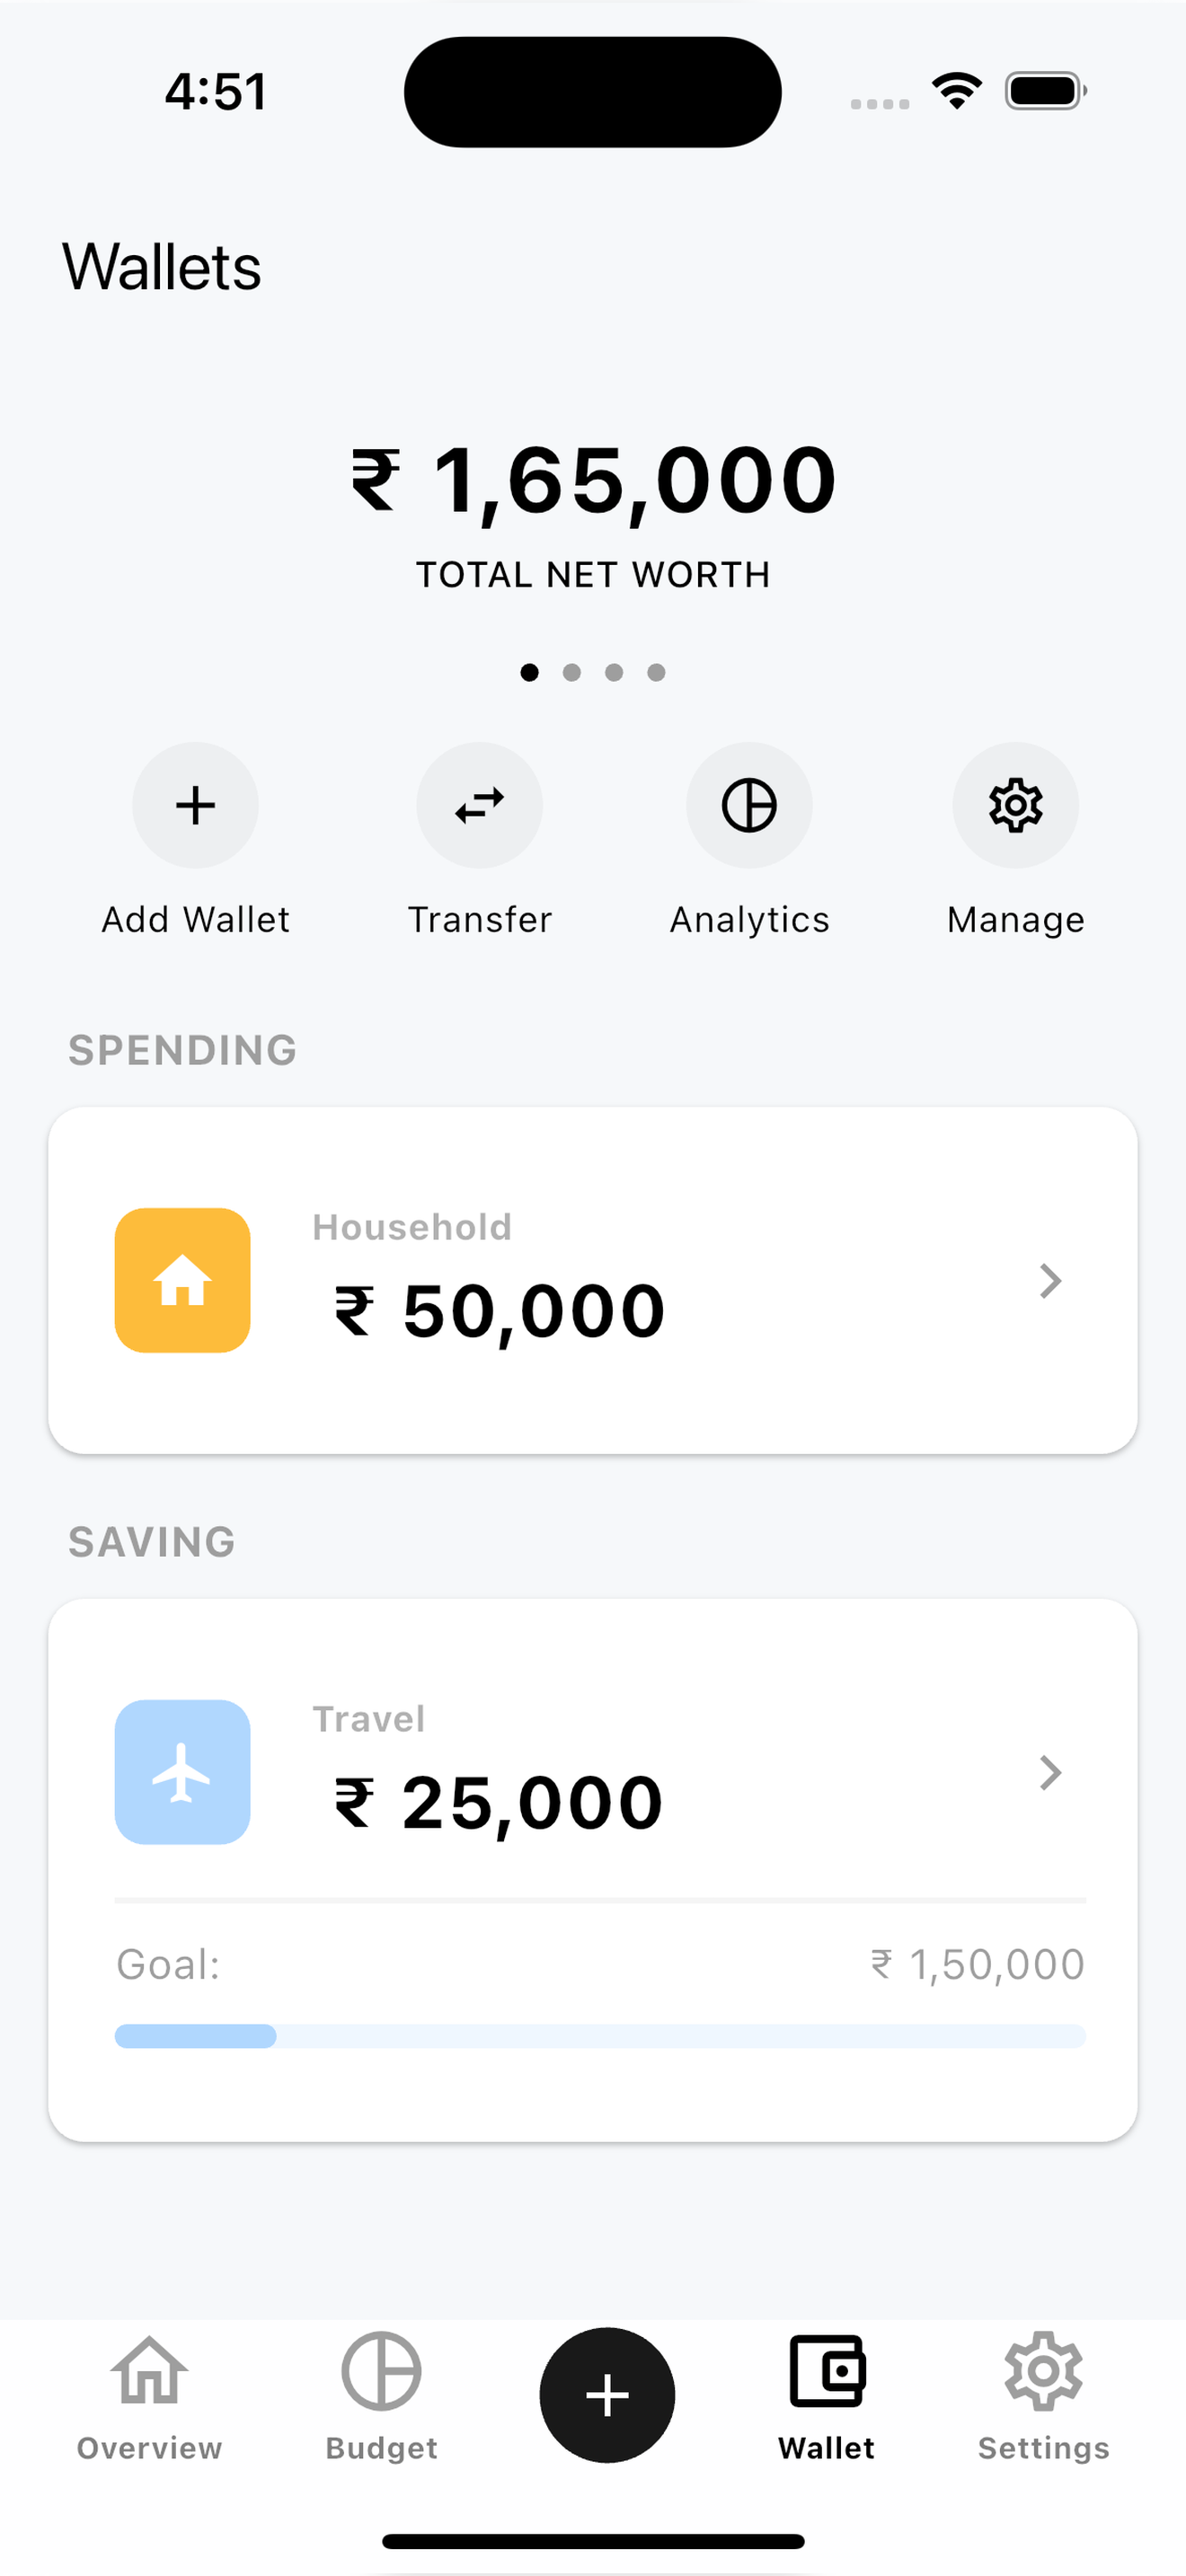 4:51
Wallets
₹ 1,65,000
TOTAL NET WORTH
Add Wallet Transfer Analytics Manage
SPENDING
Household
₹ 50,000
SAVING
Travel
₹ 25,000
Goal: ₹ 1,50,000
Overview Budget Wallet Settings